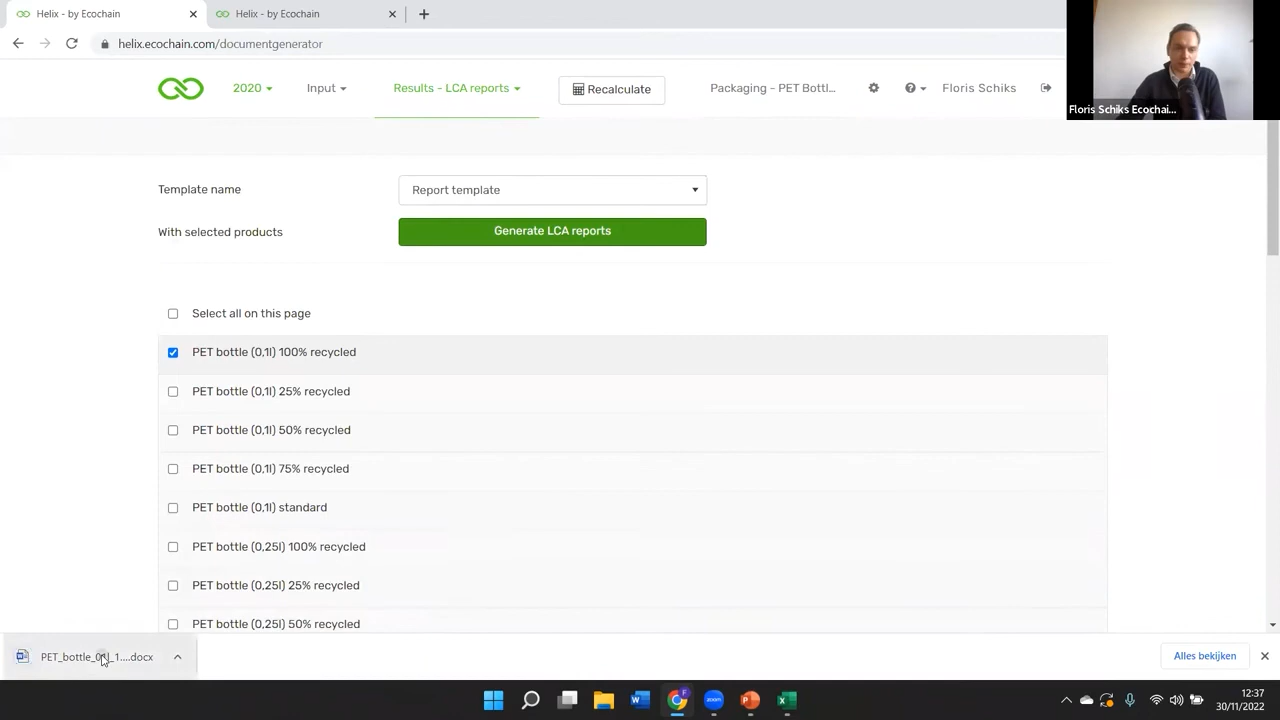 Helix - by Ecochain
Helix - by Ecochain
helix.ecochain.com/documentgenerator
2020
Input
Results - LCA reports
Recalculate
Packaging - PET Bottl...
Floris Schiks
Floris Schiks Ecochai...
Template name
Report template
With selected products
Generate LCA reports
Select all on this page
PET bottle (0,1l) 100% recycled
PET bottle (0,1l) 25% recycled
PET bottle (0,1l) 50% recycled
PET bottle (0,1l) 75% recycled
PET bottle (0,1l) standard
PET bottle (0,25l) 100% recycled
PET bottle (0,25l) 25% recycled
PET bottle (0,25l) 50% recycled
Alles bekijken
zoom
12:37
30/11/2022